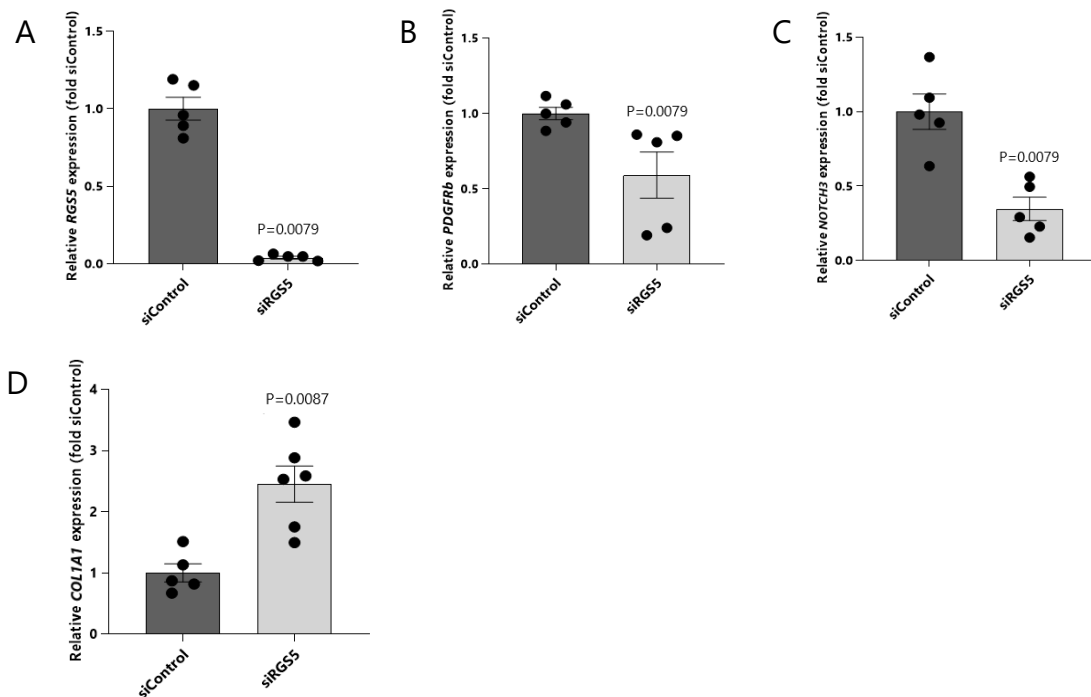 A
Relative RGS5 expression (fold siControl)
1.5
1.0
0.5
0.0
P=0.0079
siControl
siRGS5
B
Relative PDGFRb expression (fold siControl)
1.5
1.0
0.5
0.0
P=0.0079
siControl
siRGS5
C
Relative NOTCH3 expression (fold siControl)
1.5
1.0
0.5
0.0
P=0.0079
siControl
siRGS5
D
Relative COL1A1 expression (fold siControl)
4
3
2
1
0
P=0.0087
siControl
siRGS5